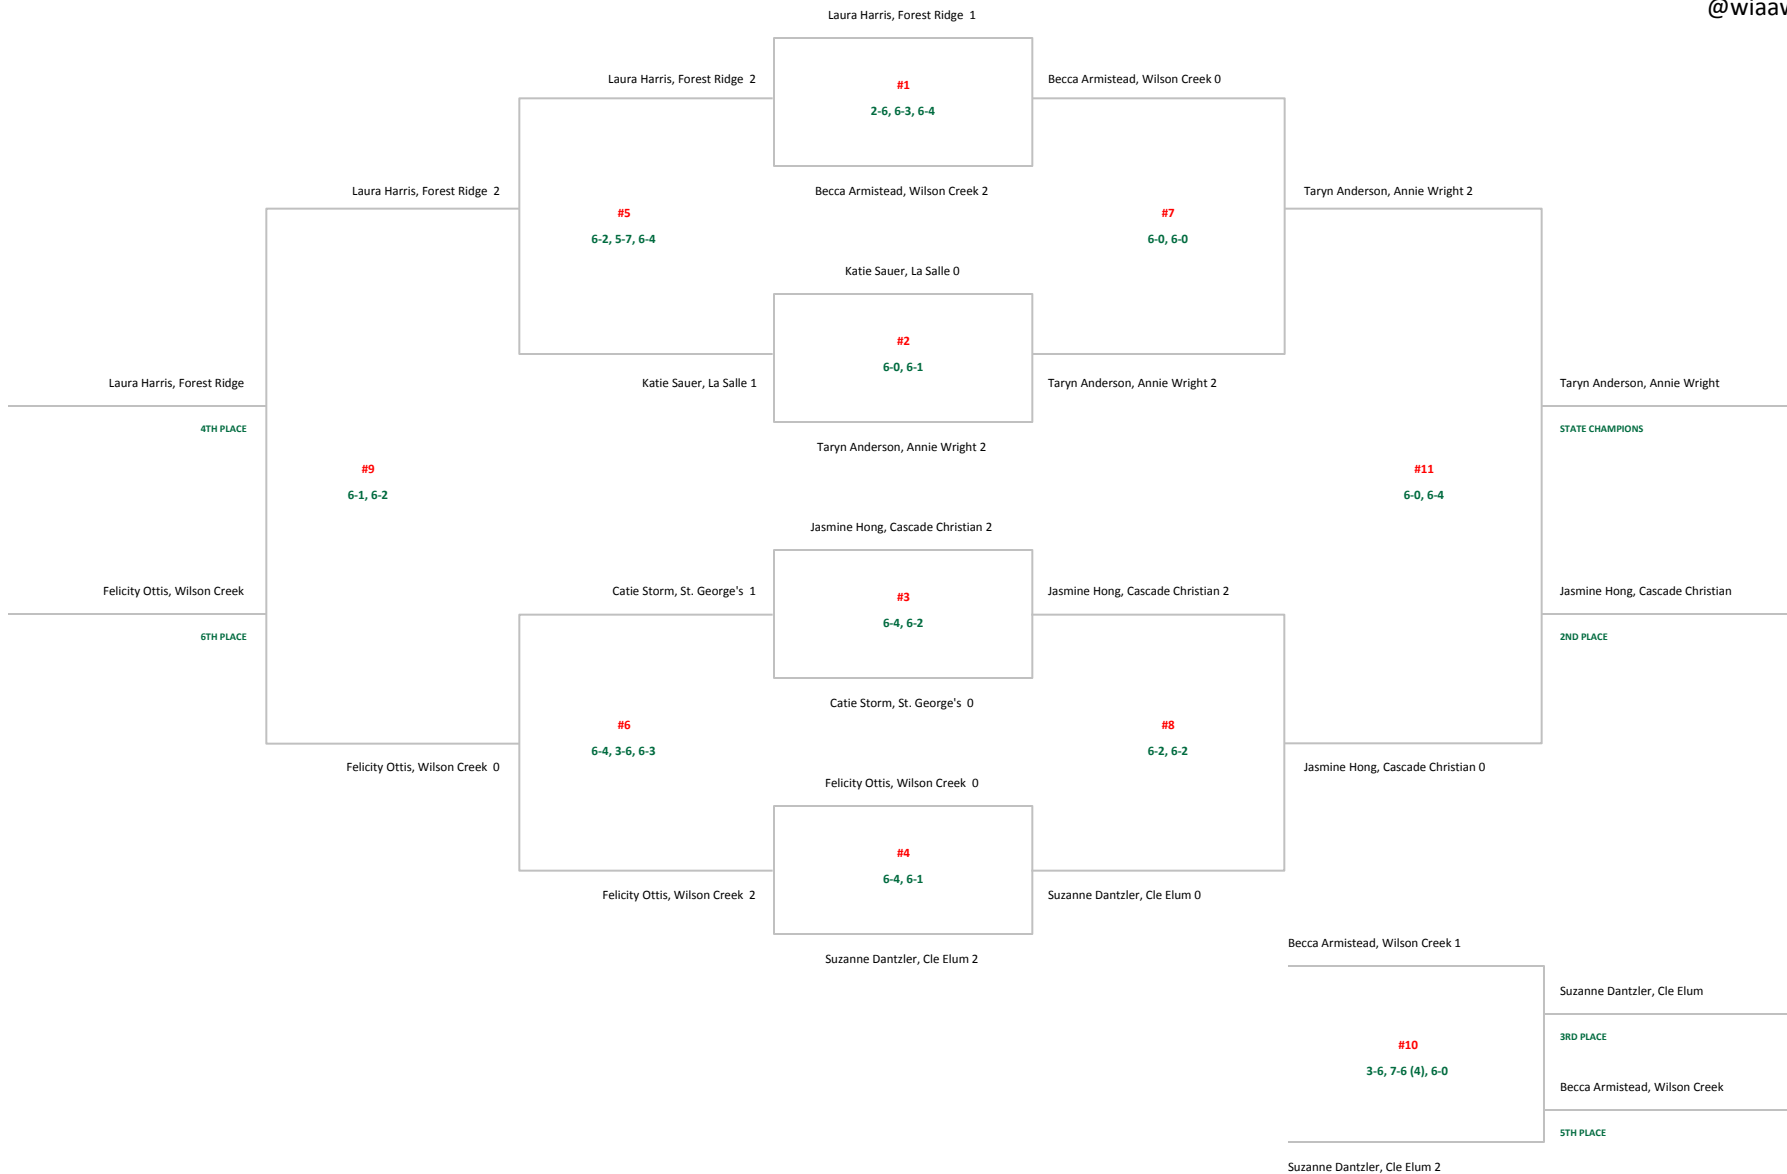 @wiaaw
Laura Harris, Forest Ridge 1
Laura Harris, Forest Ridge 2
#1
Becca Armistead, Wilson Creek 0
2-6, 6-3, 6-4
Laura Harris, Forest Ridge 2
Becca Armistead, Wilson Creek 2
Taryn Anderson, Annie Wright 2
#5
#7
6-2, 5-7, 6-4
6-0, 6-0
Katie Sauer, La Salle 0
#2
6-0, 6-1
Laura Harris, Forest Ridge
Katie Sauer, La Salle 1
Taryn Anderson, Annie Wright 2
Taryn Anderson, Annie Wright
4TH PLACE
STATE CHAMPIONS
Taryn Anderson, Annie Wright 2
#9
#11
6-1, 6-2
6-0, 6-4
Jasmine Hong, Cascade Christian 2
Felicity Ottis, Wilson Creek
Catie Storm, St. George's 1
#3
Jasmine Hong, Cascade Christian 2
Jasmine Hong, Cascade Christian
6-4, 6-2
6TH PLACE
2ND PLACE
Catie Storm, St. George's 0
#6
#8
6-4, 3-6, 6-3
6-2, 6-2
Felicity Ottis, Wilson Creek 0
Jasmine Hong, Cascade Christian 0
Felicity Ottis, Wilson Creek 0
#4
6-4, 6-1
Felicity Ottis, Wilson Creek 2
Suzanne Dantzler, Cle Elum 0
Becca Armistead, Wilson Creek 1
Suzanne Dantzler, Cle Elum 2
Suzanne Dantzler, Cle Elum
3RD PLACE
#10
3-6, 7-6 (4), 6-0
Becca Armistead, Wilson Creek
5TH PLACE
Suzanne Dantzler, Cle Elum 2